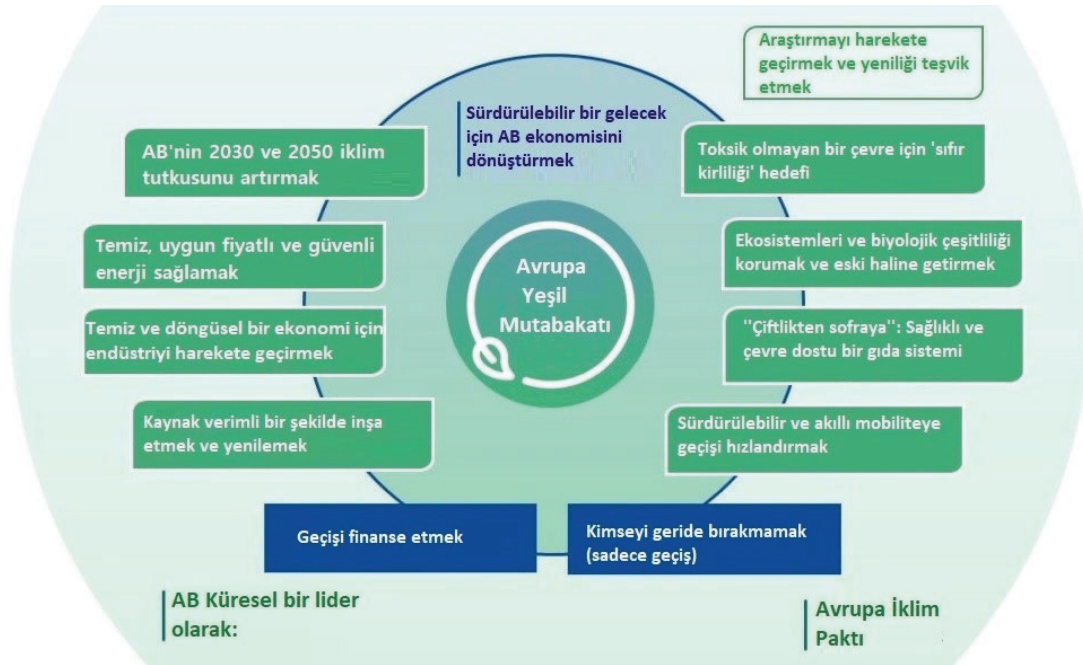 Araştırmayı harekete
geçirmek ve yeniliği teşvik
etmek
Sürdürülebilir bir gelecek
için AB ekonomisini
dönüştürmek
AB'nin 2030 ve 2050 iklim
tutkusunu artırmak
Toksik olmayan bir çevre için 'sıfır
kirliliği' hedefi
Temiz, uygun fiyatlı ve güvenli
enerji sağlamak
Ekosistemleri ve biyolojik çeşitliliği
korumak ve eski haline getirmek
Avrupa
Yeşil
Mutabakatı
Temiz ve döngüsel bir ekonomi için
endüstriyi harekete geçirmek
"Çiftlikten sofraya": Sağlıklı ve
çevre dostu bir gıda sistemi
Kaynak verimli bir şekilde inşa
etmek ve yenilemek
Sürdürülebilir ve akıllı mobiliteye
geçişi hızlandırmak
Geçişi finanse etmek
Kimseyi geride bırakmamak
(sadece geçiş)
AB Küresel bir lider
olarak:
Avrupa İklim
Paktı